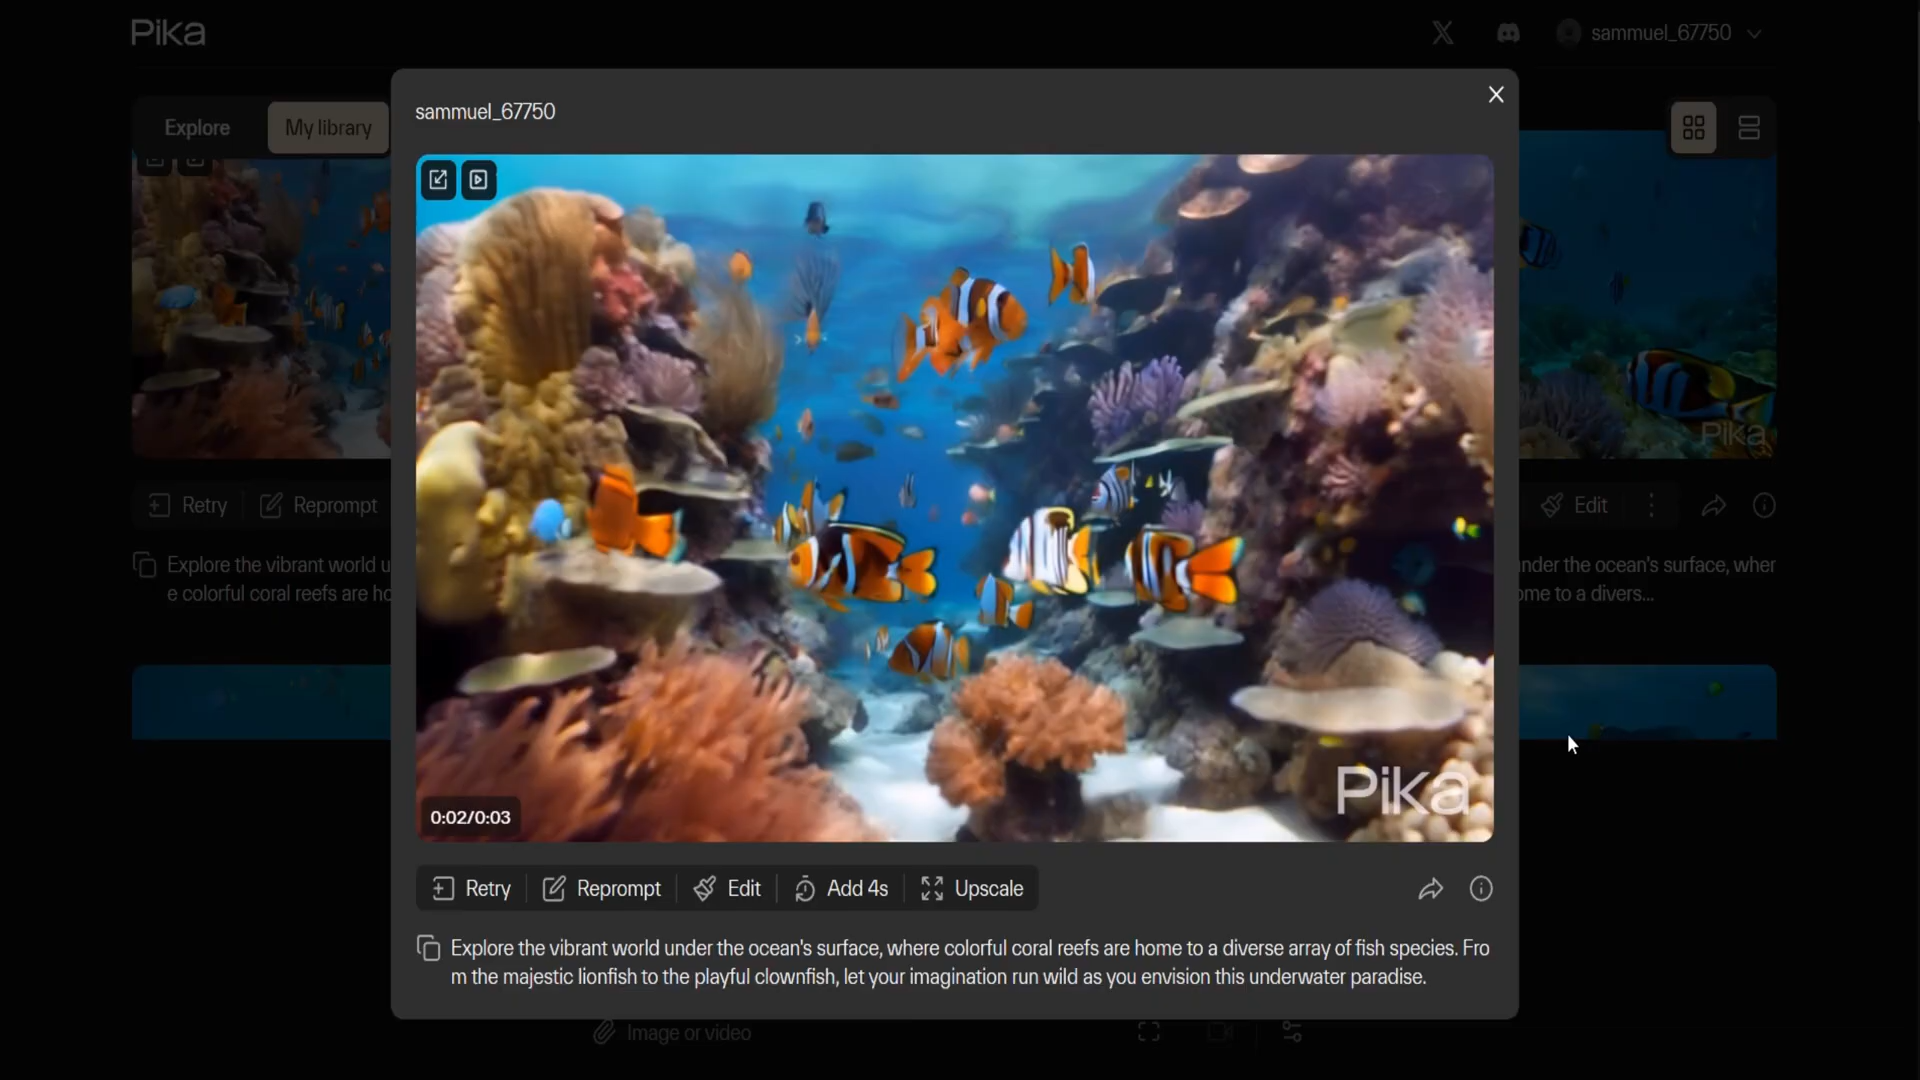 Pika
sammuel_67750
Explore
My library
sammuel_67750
Pika
0:02/0:03
Retry
Reprompt
Edit
Add 4s
Upscale
Explore the vibrant world under the ocean's surface, where colorful coral reefs are home to a diverse array of fish species. Fro
m the majestic lionfish to the playful clownfish, let your imagination run wild as you envision this underwater paradise.
Retry
Reprompt
Explore the vibrant world u
e colorful coral reefs are ho
Pika
Edit
nder the ocean's surface, wher
ome to a divers...
Image or video